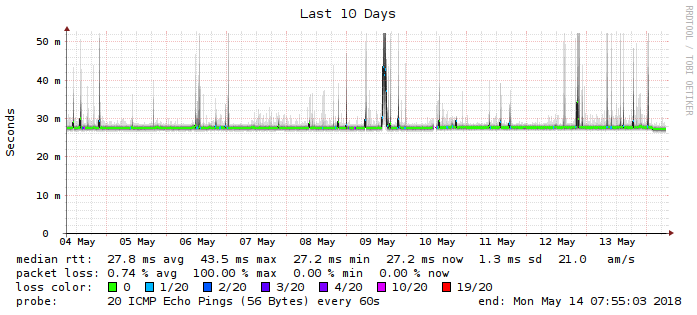 Last 10 Days
RRDTOOL / TOBI OETIKER
Seconds
50 m
40 m
30 m
20 m
10 m
0
04 May 05 May 06 May 07 May 08 May 09 May 10 May 11 May 12 May 13 May
median rtt: 27.8 ms avg 43.5 ms max 27.2 ms min 27.2 ms now 1.3 ms sd 21.0 am/s
packet loss: 0.74 % avg 100.00 % max 0.00 % min 0.00 % now
loss color: 0 1/20 2/20 3/20 4/20 10/20 19/20
probe: 20 ICMP Echo Pings (56 Bytes) every 60s end: Mon May 14 07:55:03 2018